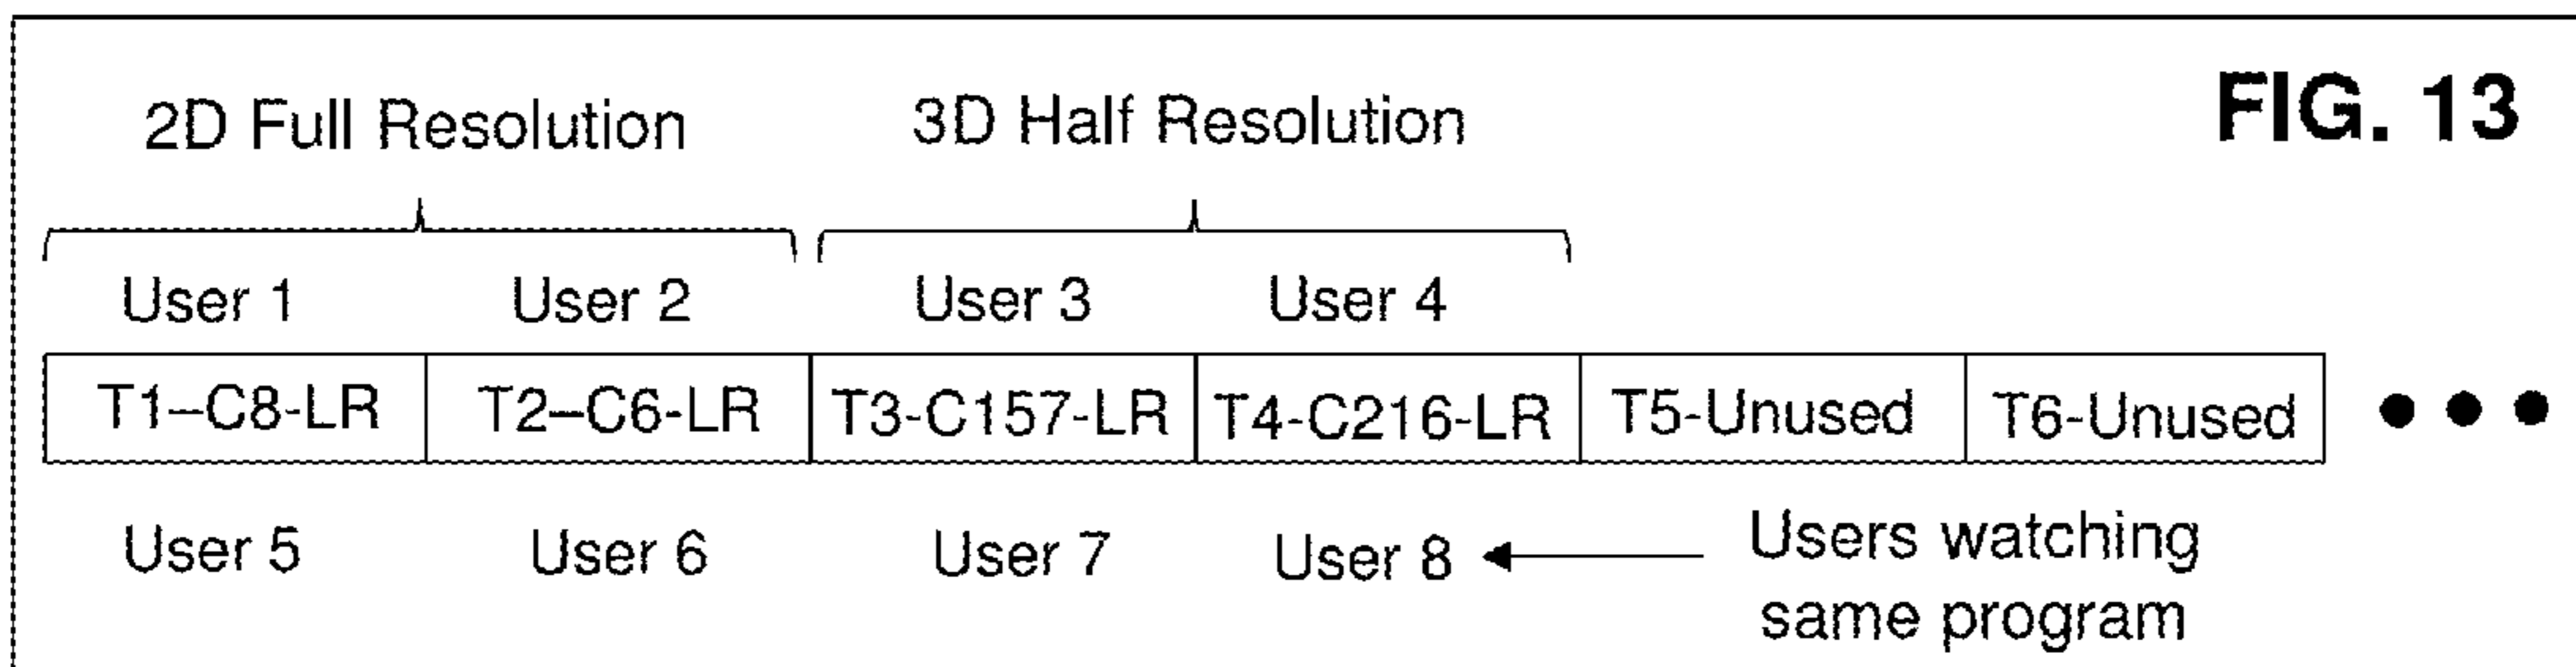 FIG. 13
2D Full Resolution 3D Half Resolution
User 1 User 2 User 3 User 4
T1–C8-LR T2–C6-LR T3-C157-LR T4-C216-LR T5-Unused T6-Unused
User 5 User 6 User 7 User 8 Users watching
same program